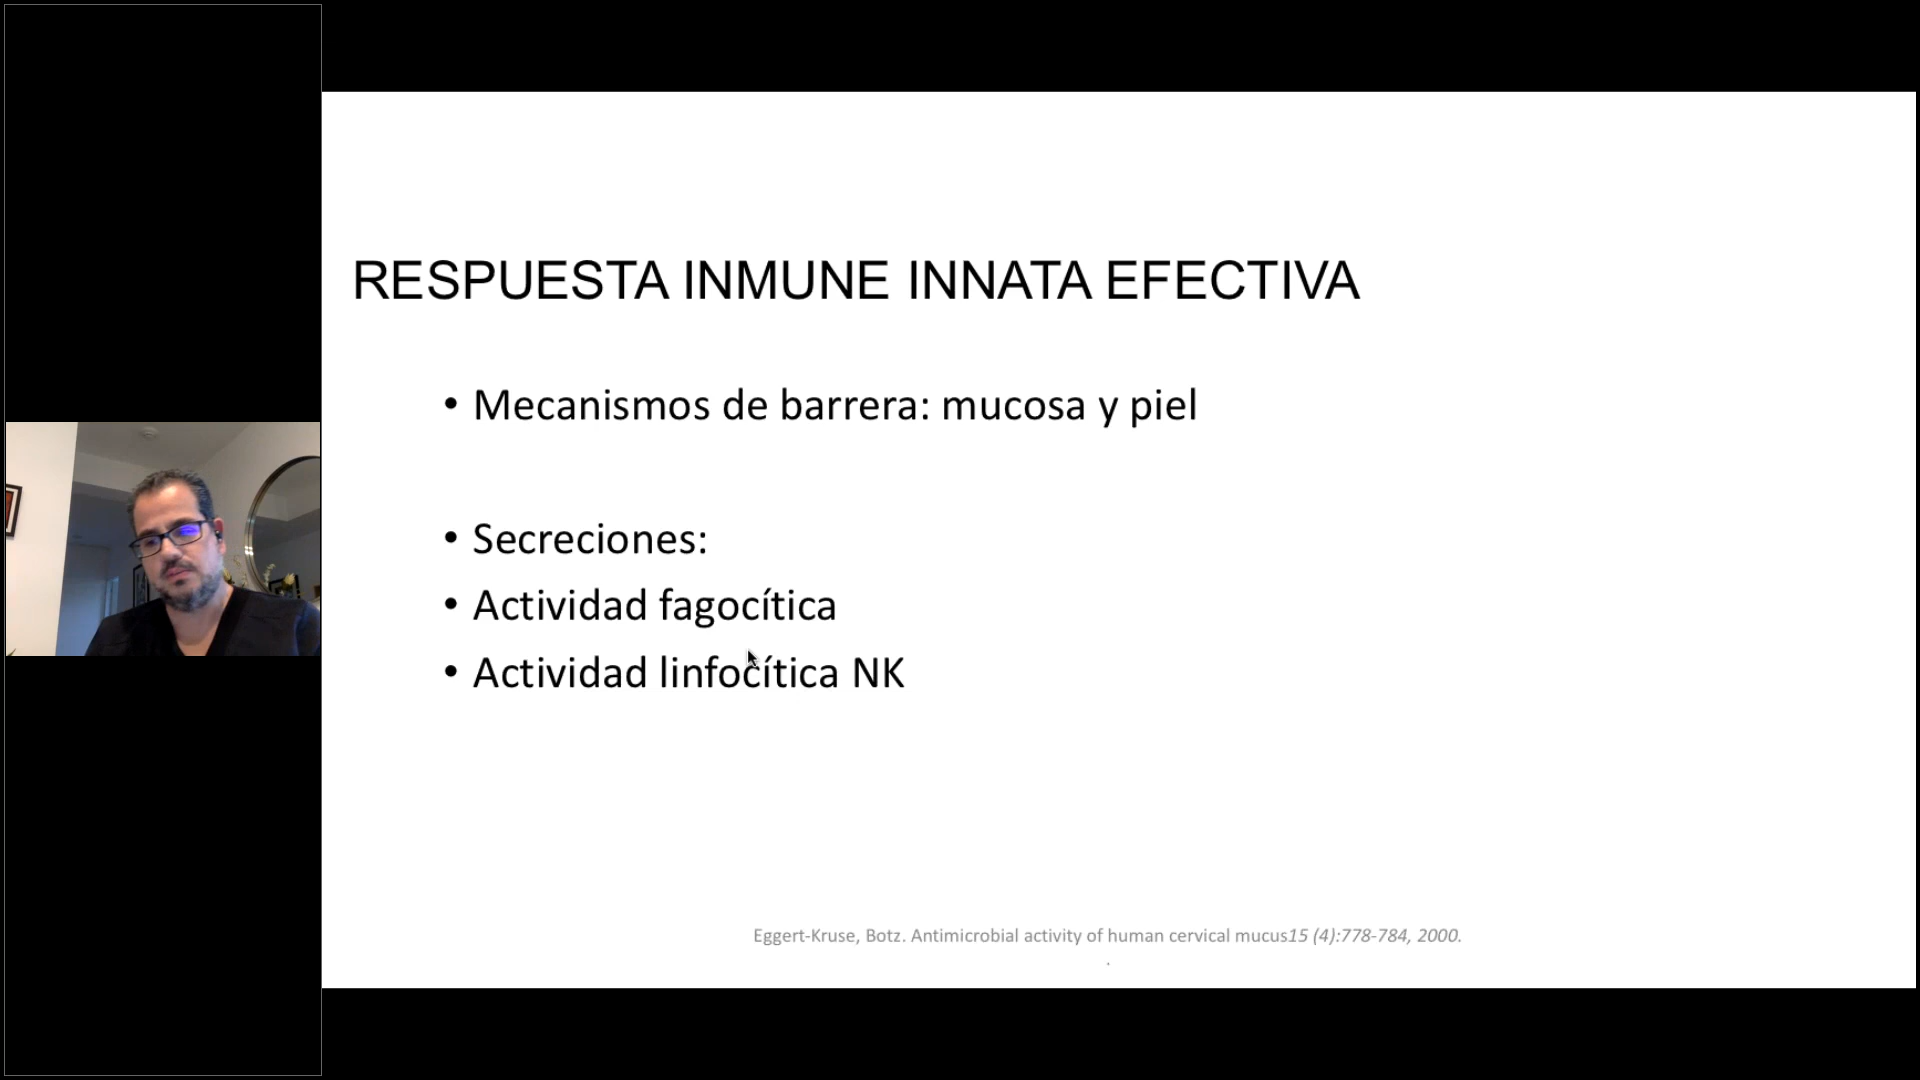 RESPUESTA INMUNE INNATA EFECTIVA
• Mecanismos de barrera: mucosa y piel
• Secreciones:
• Actividad fagocítica
• Actividad linfocítica NK
Eggert-Kruse, Botz. Antimicrobial activity of human cervical mucus15 (4):778-784, 2000.
.